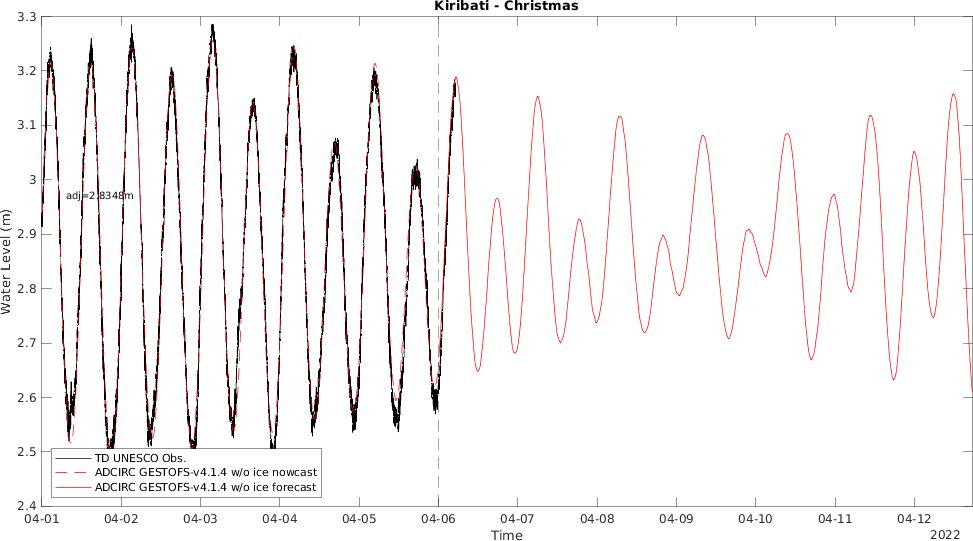 Kiribati - Christmas
3.3
3.2
3.1
3
2.9
2.8
2.7
2.6
2.5
2.4
Water Level (m)
adj=2.8348m
TD UNESCO Obs.
ADCIRC GESTOFS-v4.1.4 w/o ice nowcast
ADCIRC GESTOFS-v4.1.4 w/o ice forecast
04-01 04-02 04-03 04-04 04-05 04-06 04-07 04-08 04-09 04-10 04-11 04-12
Time
2022